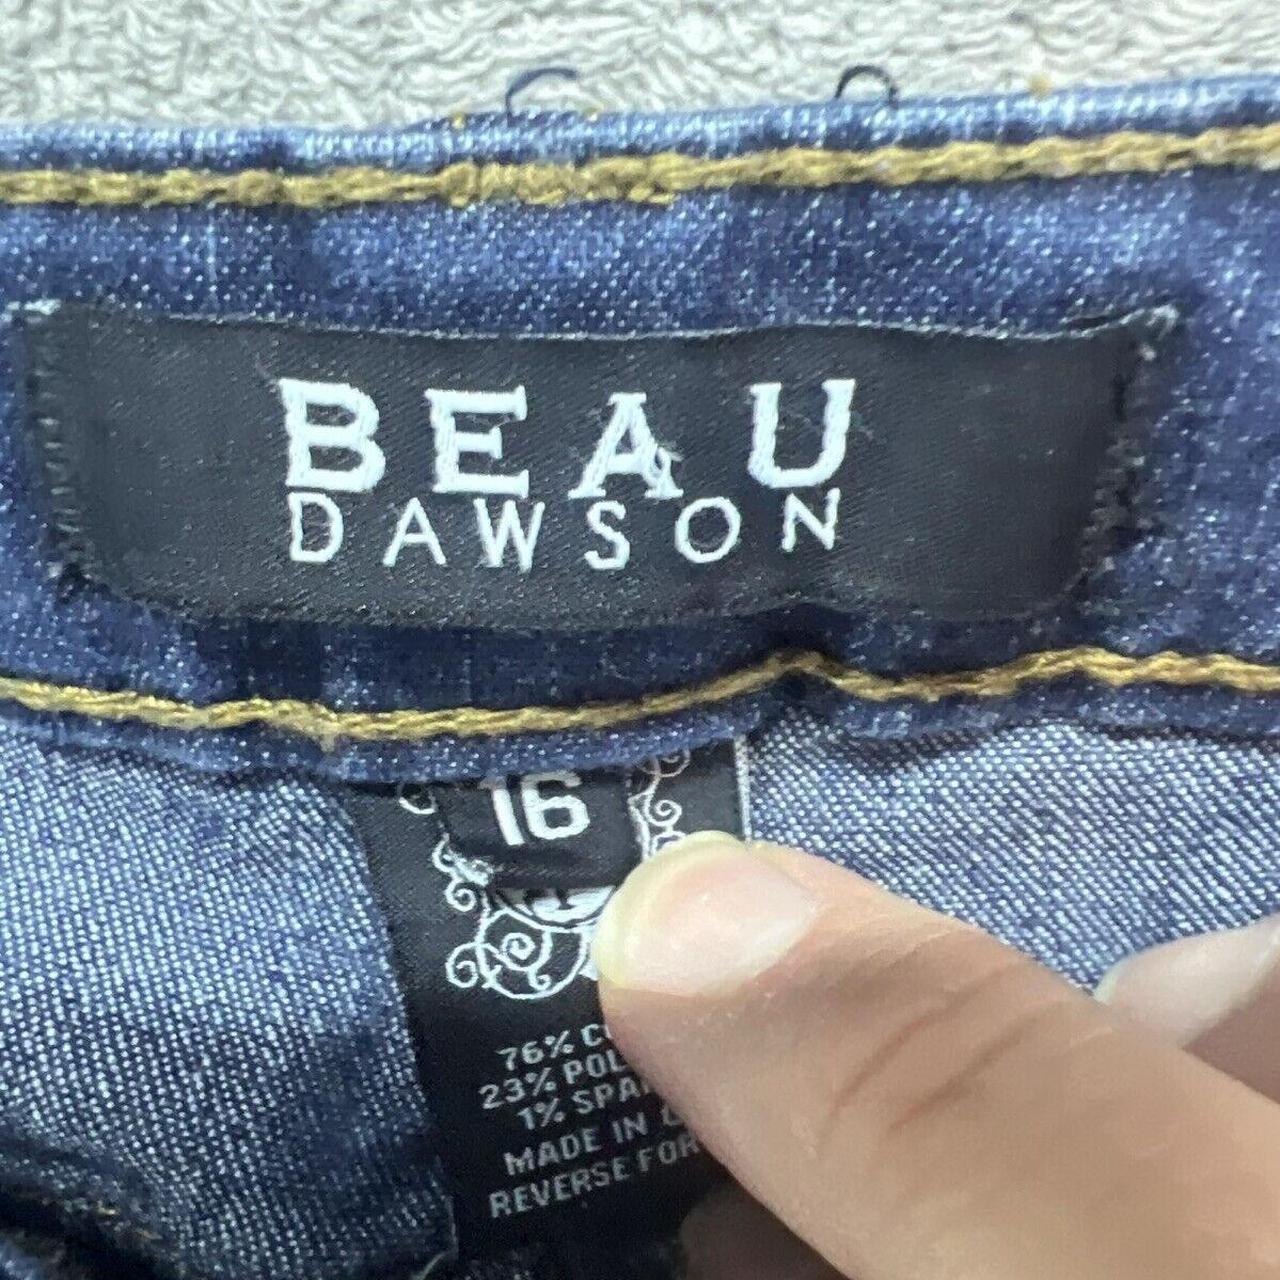 BEAU
DAWSON
16
76% C
23% POL
1% SPA
MADE IN
REVERSE FOR